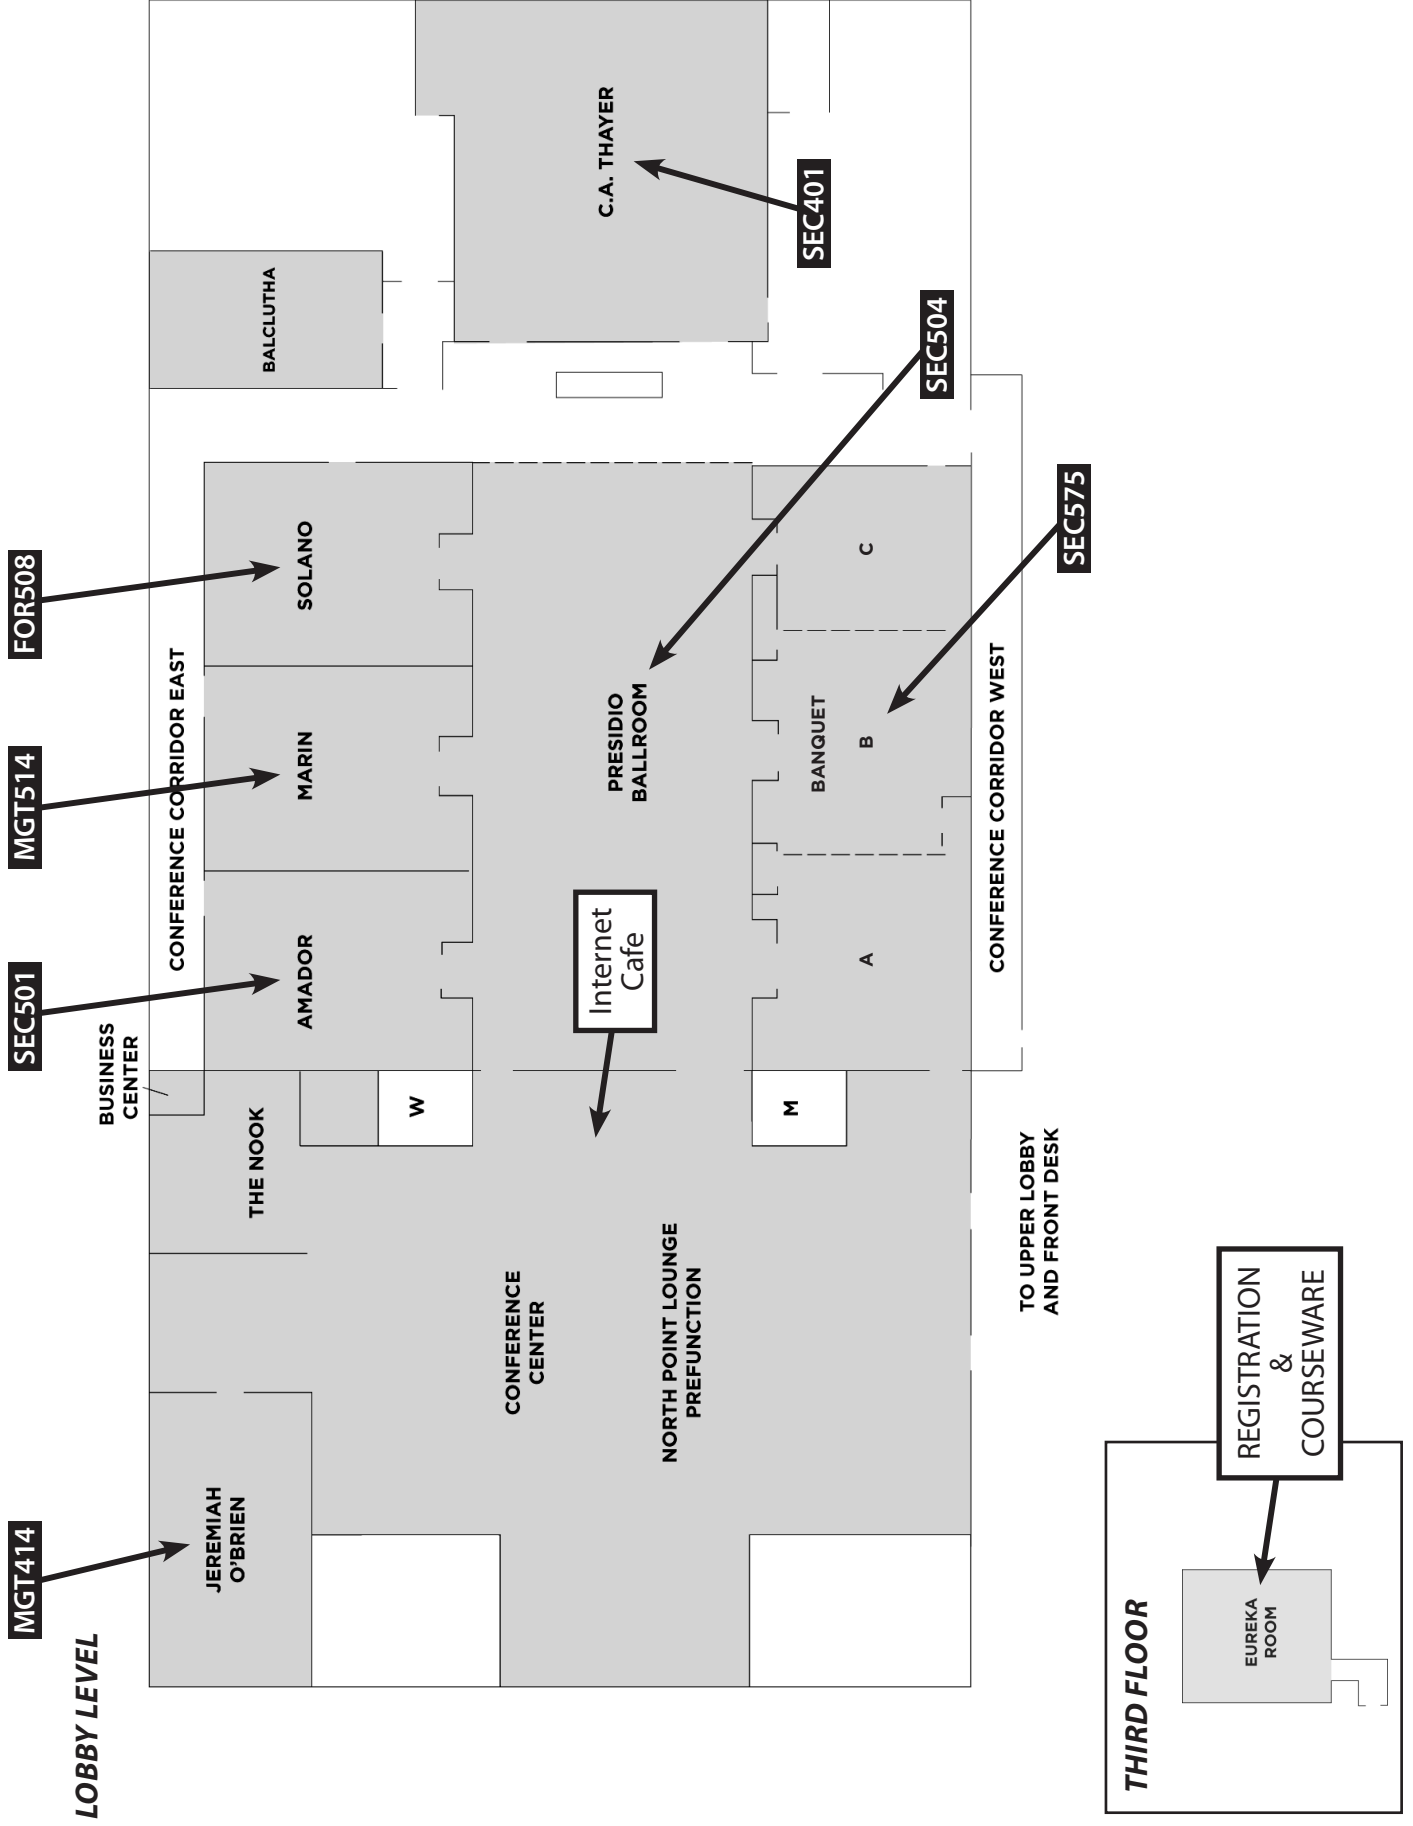 LOBBY LEVEL
MGT414
SEC501
MGT514
FOR508
JEREMIAH
O'BRIEN
THE NOOK
BUSINESS
CENTER
CONFERENCE CORRIDOR EAST
AMADOR
MARIN
SOLANO
BALCLUTHA
W
CONFERENCE
CENTER
NORTH POINT LOUNGE
PREFUNCTION
Internet
Cafe
PRESIDIO
BALLROOM
C.A. THAYER
SEC401
M
A
BANQUET
B
C
SEC504
CONFERENCE CORRIDOR WEST
SEC575
TO UPPER LOBBY
AND FRONT DESK
THIRD FLOOR
EUREKA
ROOM
REGISTRATION
&
COURSEWARE